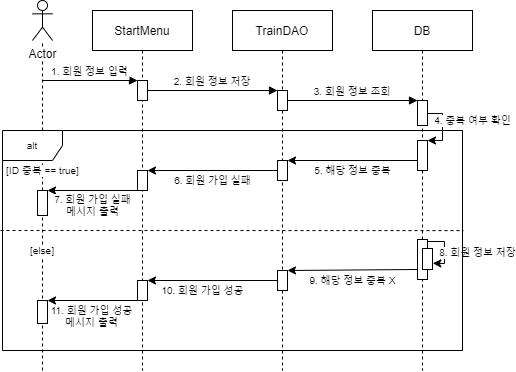 StartMenu
TrainDAO
DB
Actor
1. 회원 정보 입력
2. 회원 정보 저장
3. 회원 정보 조회
4. 중복 여부 확인
alt
[ID 중복 == true]
5. 해당 정보 중복
6. 회원 가입 실패
7. 회원 가입 실패
메시지 출력
[else]
8. 회원 정보 저장
9. 해당 정보 중복 X
10. 회원 가입 성공
11. 회원 가입 성공
메시지 출력